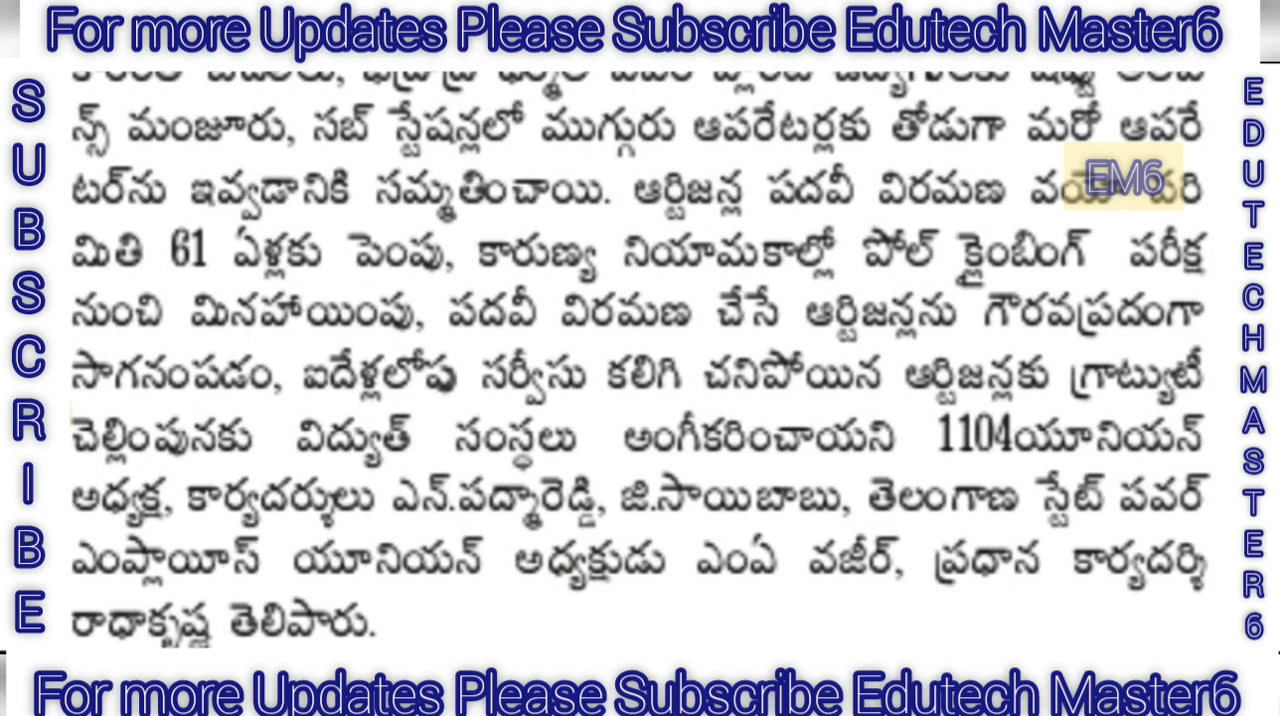 For more Updates Please Subscribe Edutech Master6
SUBSCRIBE
న్స్ మంజూరు, సబ్ స్టేషన్లలో ముగ్గురు ఆపరేటర్లకు తోడుగా మరో ఆపరే
టర్‌ను ఇవ్వడానికి సమ్మతించాయి. ఆర్టిజన్ల పదవీ విరమణ వయో పరి
EM6
మితి 61 ఏళ్లకు పెంపు, కారుణ్య నియామకాల్లో పోల్ క్లైంబింగ్ పరీక్ష
నుంచి మినహాయింపు, పదవీ విరమణ చేసే ఆర్టిజన్లను గౌరవప్రదంగా
సాగనంపడం, ఐదేళ్లలోపు సర్వీసు కలిగి చనిపోయిన ఆర్టిజన్లకు గ్రాట్యుటీ
చెల్లింపునకు విద్యుత్ సంస్థలు అంగీకరించాయని 1104యూనియన్
అధ్యక్ష, కార్యదర్శులు ఎన్.పద్మారెడ్డి, జి.సాయిబాబు, తెలంగాణ స్టేట్ పవర్
ఎంప్లాయీస్ యూనియన్ అధ్యక్షుడు ఎంఏ వజీర్, ప్రధాన కార్యదర్శి
రాధాకృష్ణ తెలిపారు.
EDUTECHMASTER6
For more Updates Please Subscribe Edutech Master6